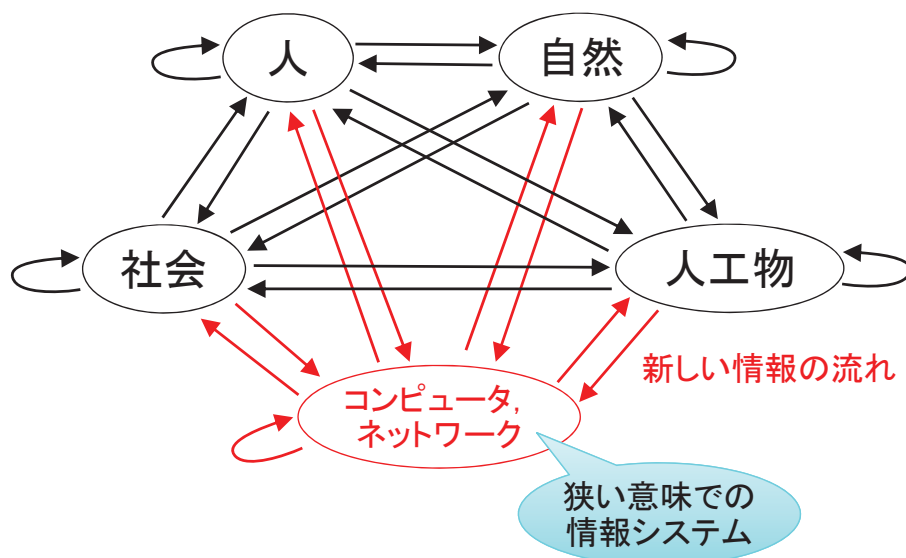 人
自然
社会
人工物
新しい情報の流れ
コンピュータ,
ネットワーク
狭い意味での
情報システム